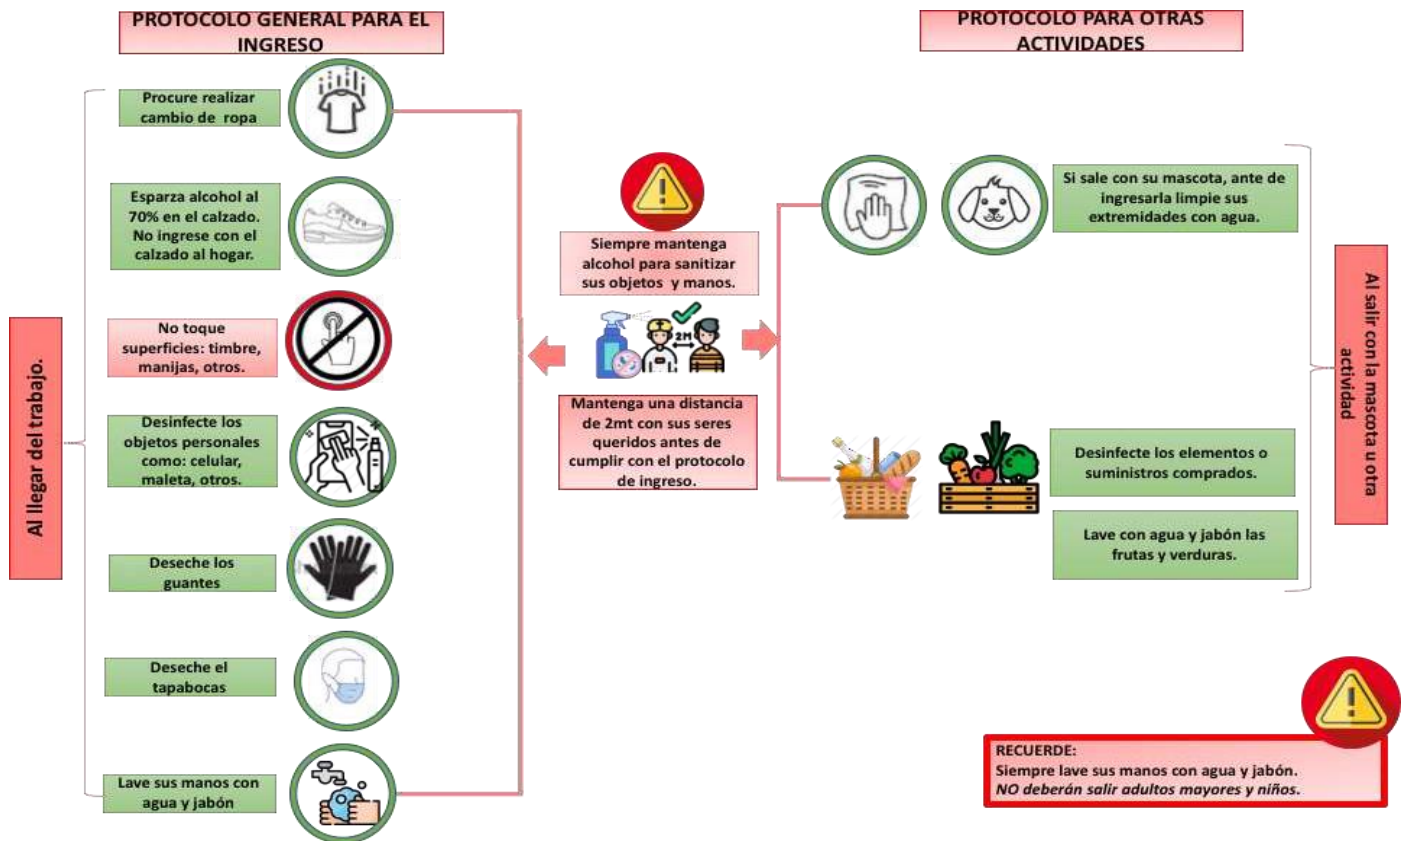 PROTOCOLO GENERAL PARA EL
INGRESO
Al llegar del trabajo.
Procure realizar
cambio de ropa
Esparza alcohol al
70% en el calzado.
No ingrese con el
calzado al hogar.
No toque
superficies: timbre,
manijas, otros.
Desinfecte los
objetos personales
como: celular,
maleta, otros.
Deseche los
guantes
Deseche el
tapabocas
Lave sus manos con
agua y jabón
Siempre mantenga
alcohol para sanitizar
sus objetos y manos.
2M
Mantenga una distancia
de 2mt con sus seres
queridos antes de
cumplir con el protocolo
de ingreso.
PROTOCOLO PARA OTRAS
ACTIVIDADES
Si sale con su mascota, ante de
ingresarla limpie sus
extremidades con agua.
Desinfecte los elementos o
suministros comprados.
Lave con agua y jabón las
frutas y verduras.
Al salir con la mascota u otra
actividad
RECUERDE:
Siempre lave sus manos con agua y jabón.
NO deberán salir adultos mayores y niños.